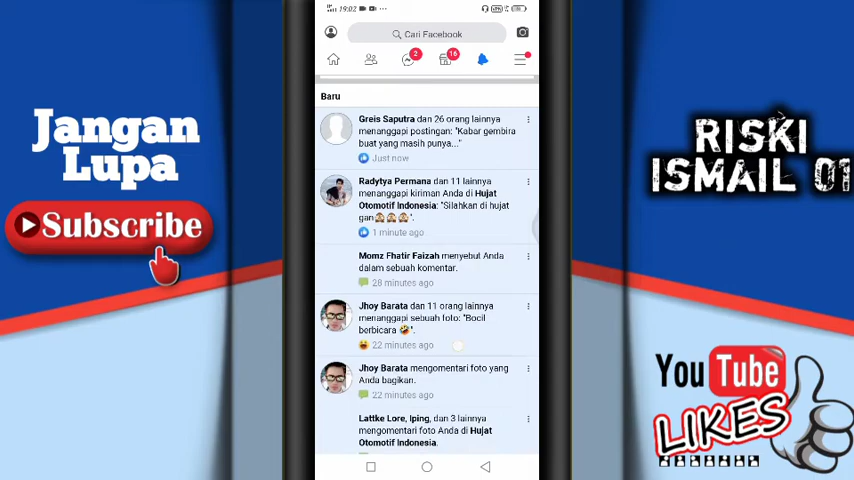 19:02
Cari Facebook
2
16
Baru
Greis Saputra dan 26 orang lainnya
menanggapi postingan: "Kabar gembira
buat yang masih punya..."
Just now
Radytya Permana dan 11 lainnya
menanggapi kiriman Anda di Hujat
Otomotif Indonesia: "Silahkan di hujat
gan🙈🙈🙈".
1 minute ago
Momz Fhatir Faizah menyebut Anda
dalam sebuah komentar.
28 minutes ago
Jhoy Barata dan 11 orang lainnya
menanggapi sebuah foto: "Bocil
berbicara 🤣".
22 minutes ago
Jhoy Barata mengomentari foto yang
Anda bagikan.
22 minutes ago
Lattke Lore, Iping, dan 3 lainnya
mengomentari foto Anda di Hujat
Otomotif Indonesia.
Jangan
Lupa
Subscribe
RISKI
ISMAIL 01
YouTube
LIKES